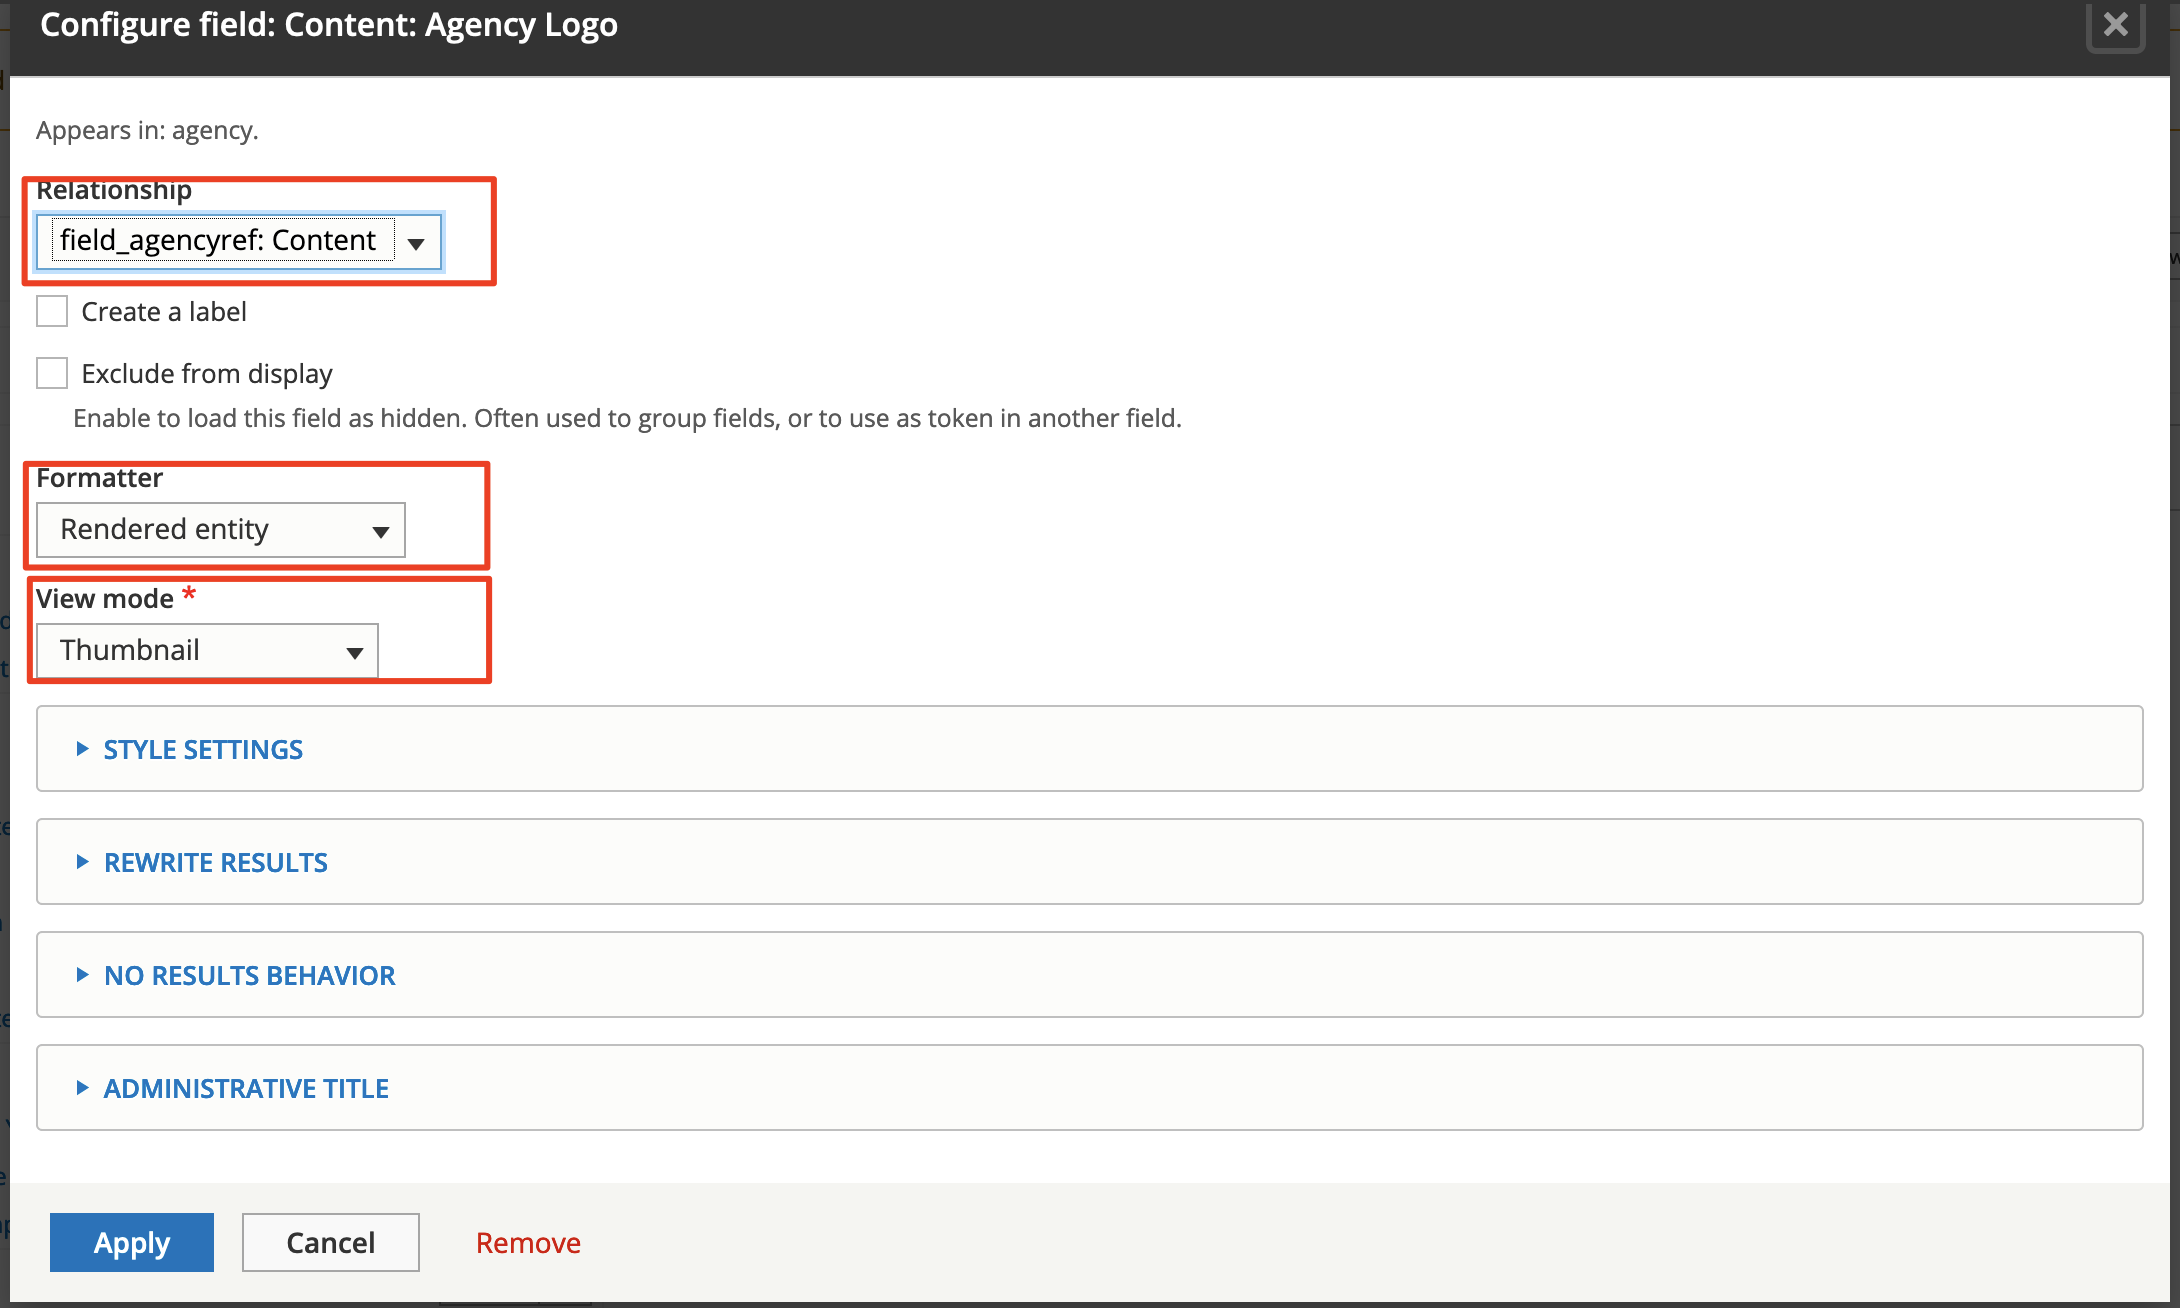 Configure field: Content: Agency Logo
Appears in: agency.
Relationship
field_agencyref: Content
Create a label
Exclude from display
Enable to load this field as hidden. Often used to group fields, or to use as token in another field.
Formatter
Rendered entity
View mode *
Thumbnail
STYLE SETTINGS
REWRITE RESULTS
NO RESULTS BEHAVIOR
ADMINISTRATIVE TITLE
Apply
Cancel
Remove